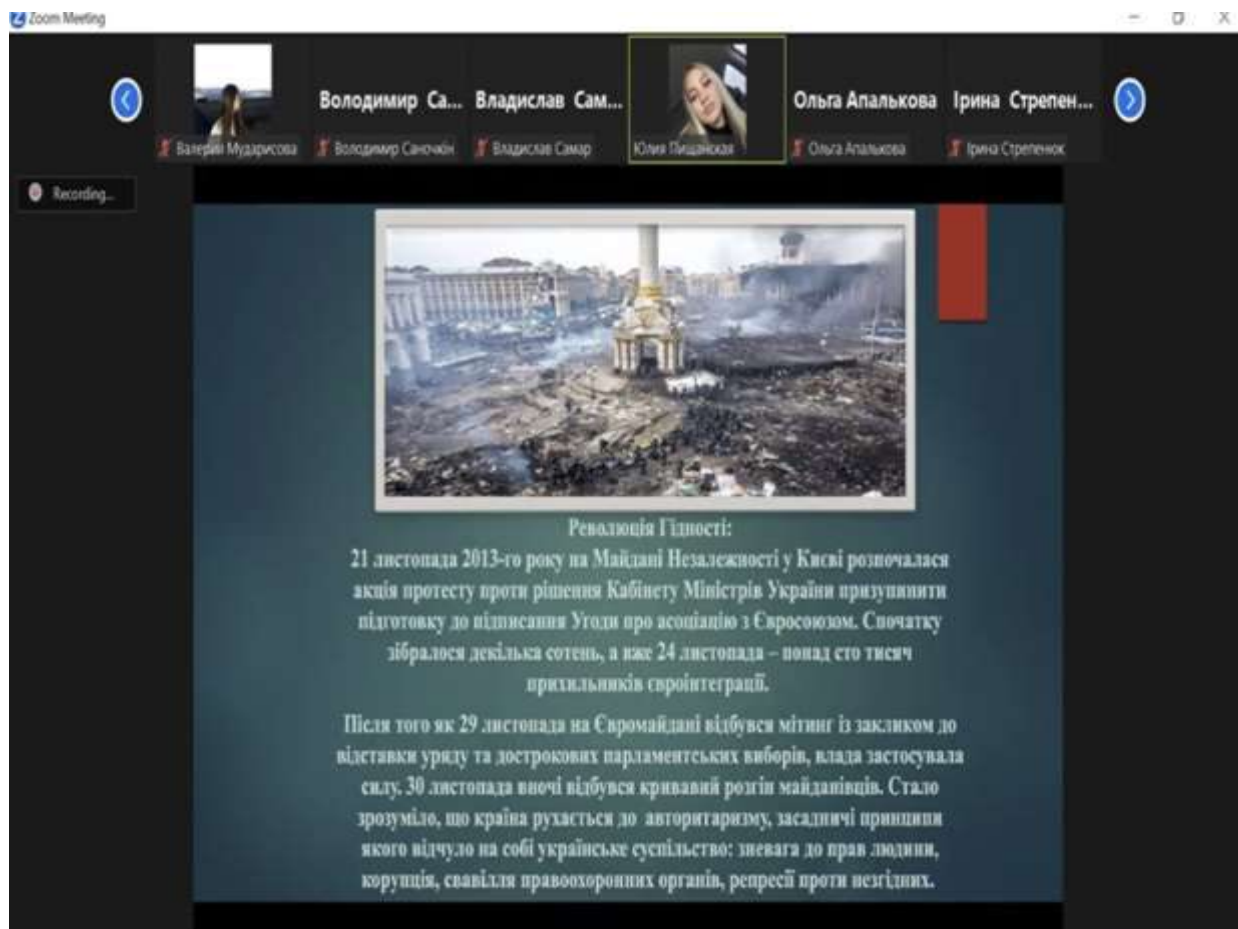 Zoom Meeting
Володимир Са...
Владислав Сам...
Ольга Апалькова
Ірина Стрепен...
Валерия Мударисова
Володимир Саночкін
Владислав Самар
Юлия Пищанская
Ольга Апалькова
Ірина Стрепенюк
Recording...
Революція Гідності:
21 листопада 2013-го року на Майдані Незалежності у Києві розпочалася
акція протесту проти рішення Кабінету Міністрів України призупинити
підготовку до підписання Угоди про асоціацію з Євросоюзом. Спочатку
зібралося декілька сотень, а вже 24 листопада – понад сто тисяч
прихильників євроінтеграції.
Після того як 29 листопада на Євромайдані відбувся мітинг із закликом до
відставки уряду та дострокових парламентських виборів, влада застосувала
силу. 30 листопада вночі відбувся кривавий розгін майданівців. Стало
зрозуміло, що країна рухається до авторитаризму, засадничі принципи
якого відчуло на собі українське суспільство: зневага до прав людини,
корупція, свавілля правоохоронних органів, репресії проти незгідних.